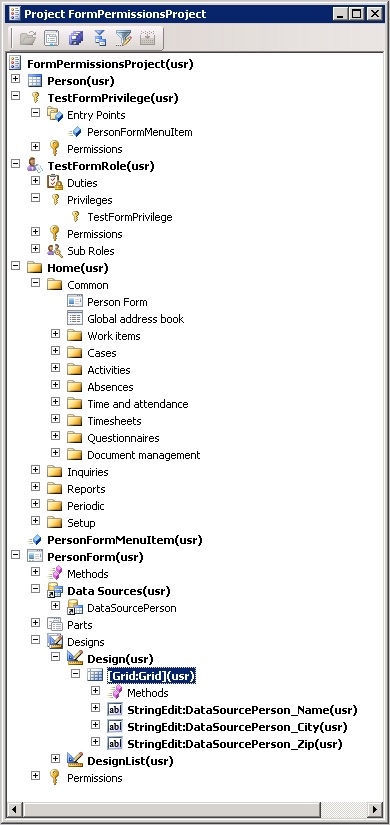 Project FormPermissionsProject
FormPermissionsProject(usr)
Person(usr)
TestFormPrivilege(usr)
Entry Points
PersonFormMenuItem
Permissions
TestFormRole(usr)
Duties
Privileges
TestFormPrivilege
Permissions
Sub Roles
Home(usr)
Common
Person Form
Global address book
Work items
Cases
Activities
Absences
Time and attendance
Timesheets
Questionnaires
Document management
Inquiries
Reports
Periodic
Setup
PersonFormMenuItem(usr)
PersonForm(usr)
Methods
Data Sources(usr)
DataSourcePerson
Parts
Designs
Design(usr)
[Grid:Grid](usr)
Methods
abl StringEdit:DataSourcePerson_Name(usr)
abl StringEdit:DataSourcePerson_City(usr)
abl StringEdit:DataSourcePerson_Zip(usr)
DesignList(usr)
Permissions